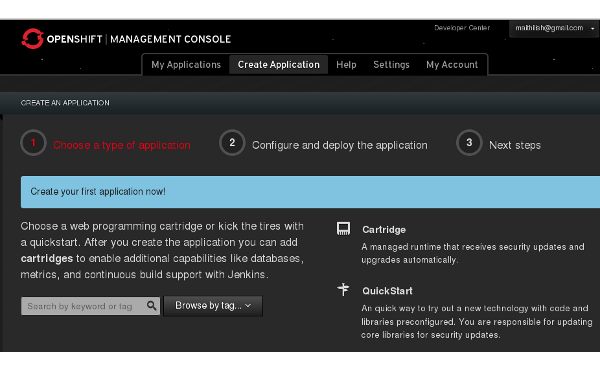 Developer Center maithilish@gmail.com
OPENSHIFT | MANAGEMENT CONSOLE
My Applications Create Application Help Settings My Account
CREATE AN APPLICATION
1 Choose a type of application 2 Configure and deploy the application 3 Next steps
Create your first application now!
Choose a web programming cartridge or kick the tires with
a quickstart. After you create the application you can add
cartridges to enable additional capabilities like databases,
metrics, and continuous build support with Jenkins.
Search by keyword or tag Browse by tag...
Cartridge
A managed runtime that receives security updates and
upgrades automatically.
QuickStart
An quick way to try out a new technology with code and
libraries preconfigured. You are responsible for updating
core libraries for security updates.